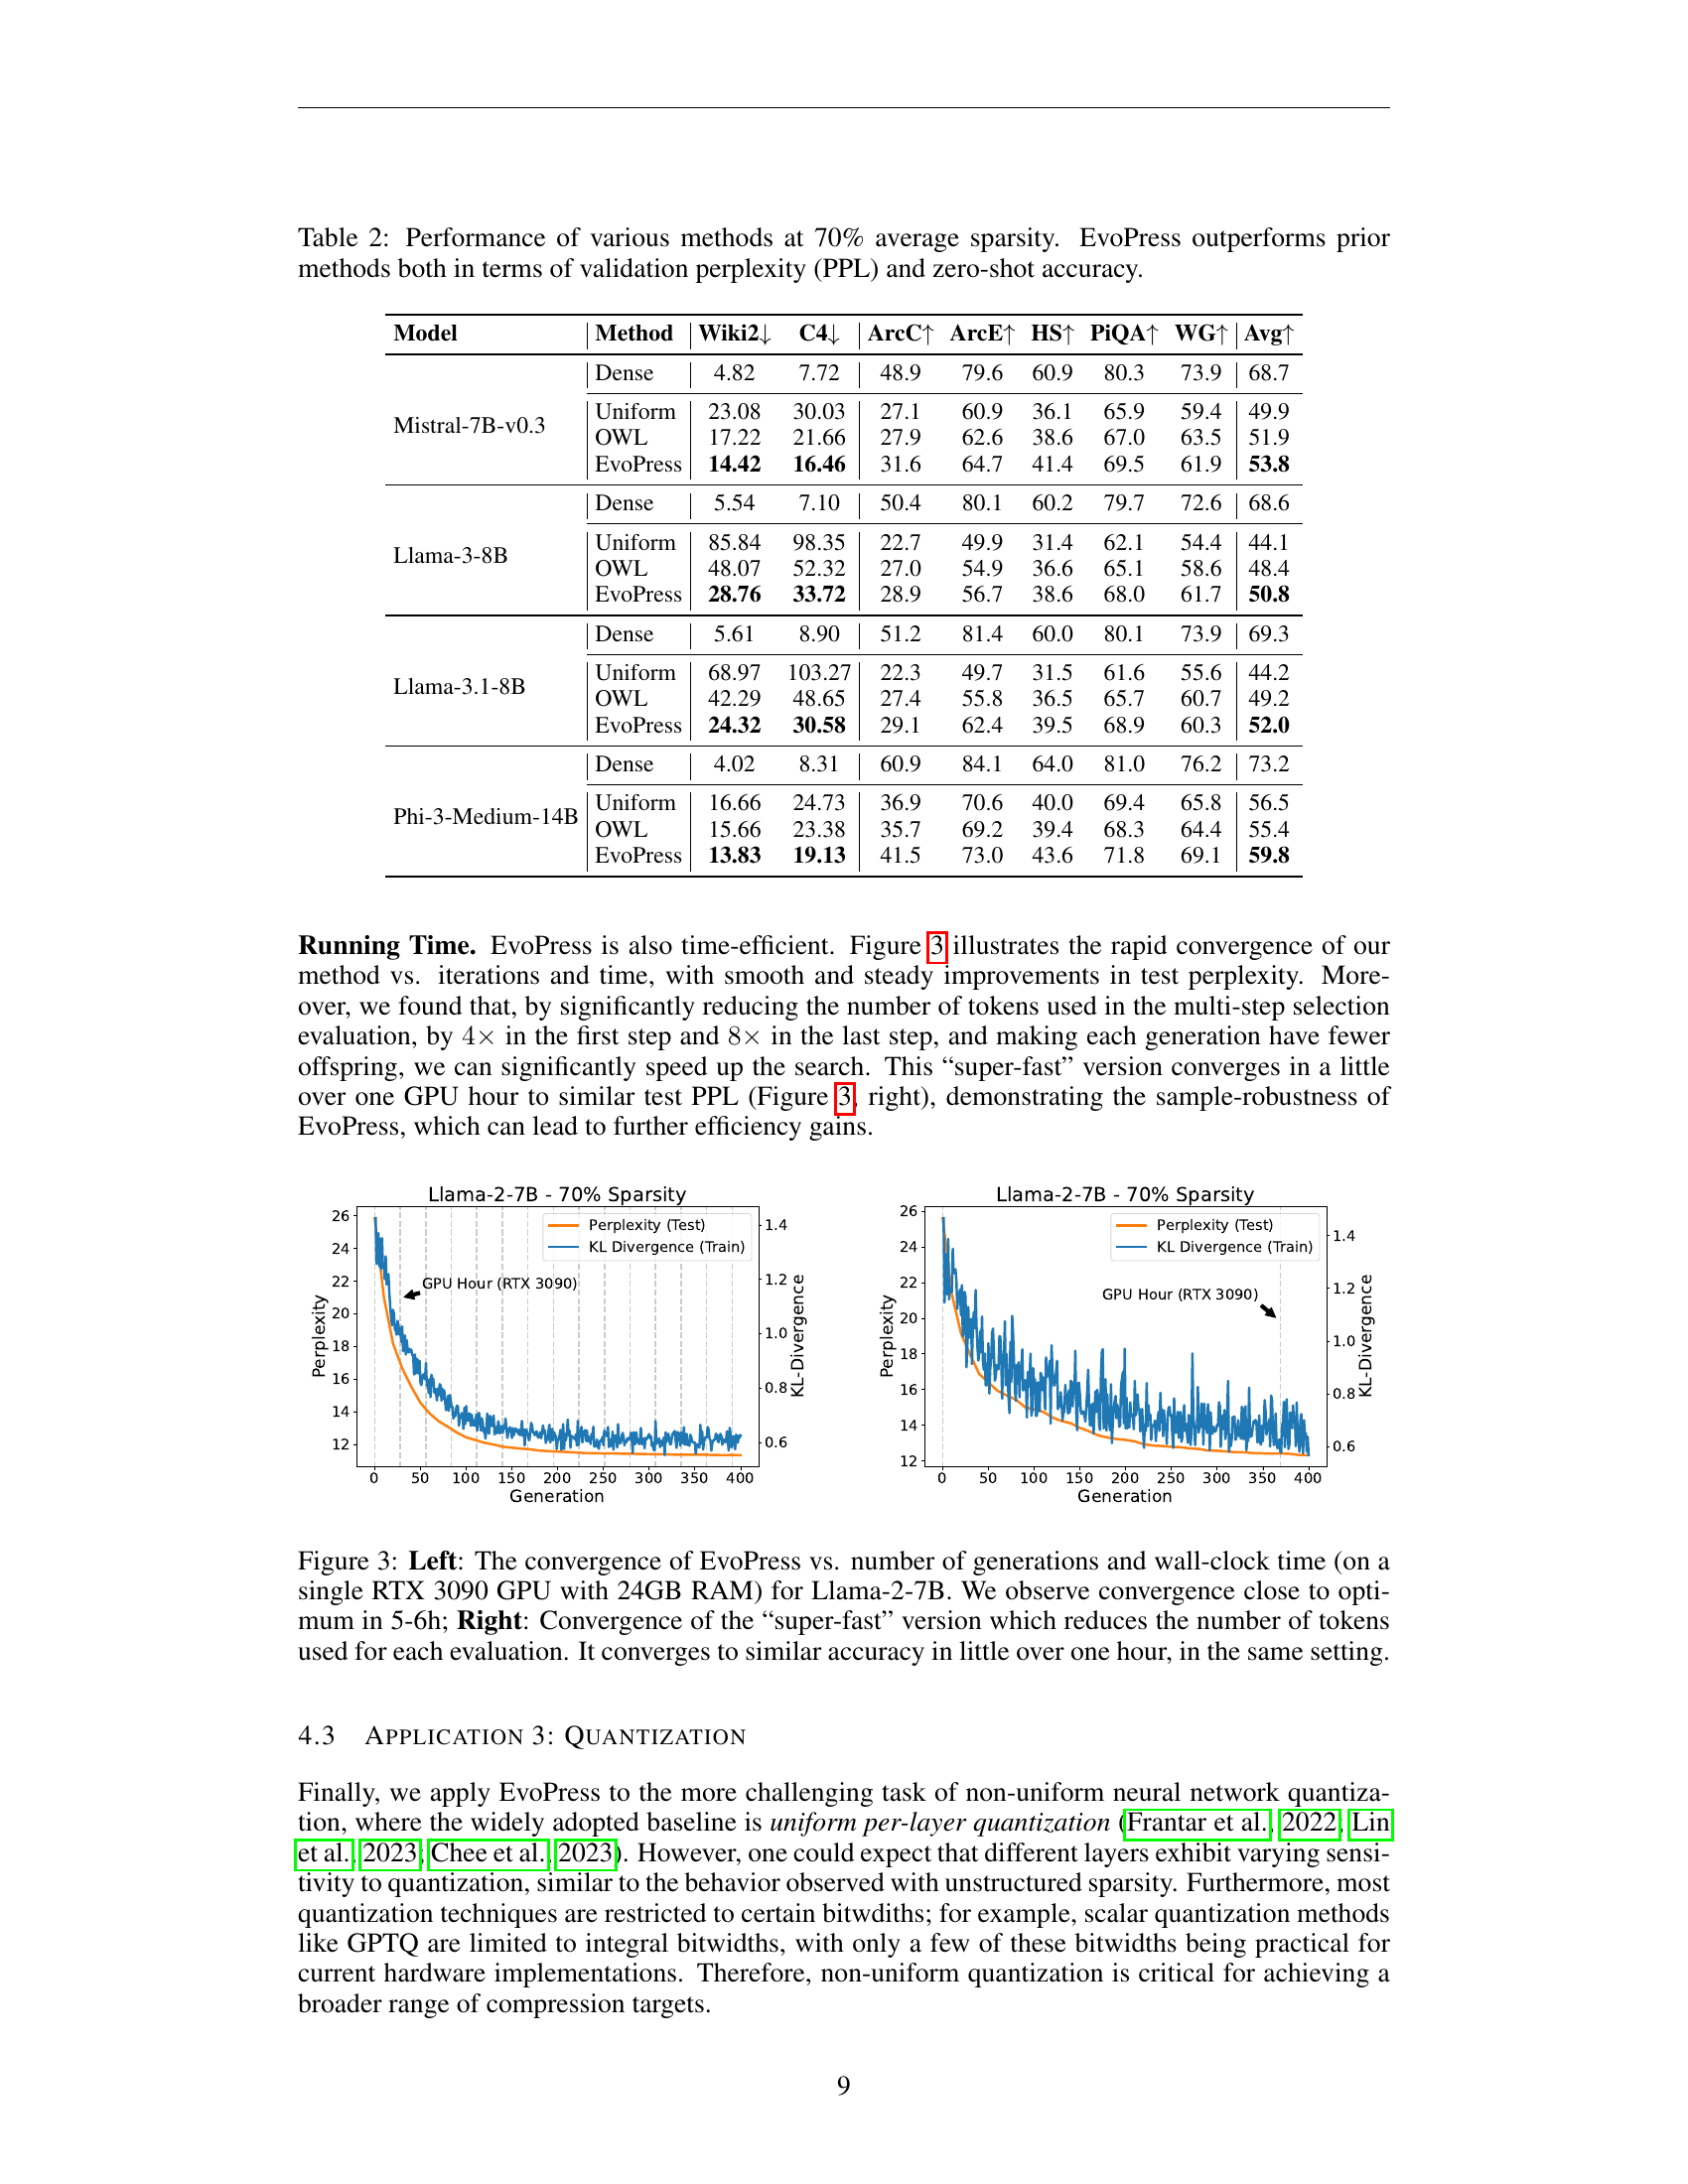 Table 2: Performance of various methods at 70% average sparsity. EvoPress outperforms prior
methods both in terms of validation perplexity (PPL) and zero-shot accuracy.
Model Method Wiki2↓ C4↓ ArcC↑ ArcE↑ HS↑ PiQA↑ WG↑ Avg↑
Dense 4.82 7.72 48.9 79.6 60.9 80.3 73.9 68.7
Mistral-7B-v0.3
Uniform 23.08 30.03 27.1 60.9 36.1 65.9 59.4 49.9
OWL 17.22 21.66 27.9 62.6 38.6 67.0 63.5 51.9
EvoPress 14.42 16.46 31.6 64.7 41.4 69.5 61.9 53.8
Dense 5.54 7.10 50.4 80.1 60.2 79.7 72.6 68.6
Llama-3-8B
Uniform 85.84 98.35 22.7 49.9 31.4 62.1 54.4 44.1
OWL 48.07 52.32 27.0 54.9 36.6 65.1 58.6 48.4
EvoPress 28.76 33.72 28.9 56.7 38.6 68.0 61.7 50.8
Dense 5.61 8.90 51.2 81.4 60.0 80.1 73.9 69.3
Llama-3.1-8B
Uniform 68.97 103.27 22.3 49.7 31.5 61.6 55.6 44.2
OWL 42.29 48.65 27.4 55.8 36.5 65.7 60.7 49.2
EvoPress 24.32 30.58 29.1 62.4 39.5 68.9 60.3 52.0
Dense 4.02 8.31 60.9 84.1 64.0 81.0 76.2 73.2
Phi-3-Medium-14B
Uniform 16.66 24.73 36.9 70.6 40.0 69.4 65.8 56.5
OWL 15.66 23.38 35.7 69.2 39.4 68.3 64.4 55.4
EvoPress 13.83 19.13 41.5 73.0 43.6 71.8 69.1 59.8
Running Time. EvoPress is also time-efficient. Figure 3 illustrates the rapid convergence of our
method vs. iterations and time, with smooth and steady improvements in test perplexity. More-
over, we found that, by significantly reducing the number of tokens used in the multi-step selection
evaluation, by 4× in the first step and 8× in the last step, and making each generation have fewer
offspring, we can significantly speed up the search. This “super-fast” version converges in a little
over one GPU hour to similar test PPL (Figure 3, right), demonstrating the sample-robustness of
EvoPress, which can lead to further efficiency gains.
Llama-2-7B - 70% Sparsity
Perplexity (Test)
KL Divergence (Train)
GPU Hour (RTX 3090)
Perplexity
26
24
22
20
18
16
14
12
KL-Divergence
1.4
1.2
1.0
0.8
0.6
0 50 100 150 200 250 300 350 400
Generation
Llama-2-7B - 70% Sparsity
Perplexity (Test)
KL Divergence (Train)
GPU Hour (RTX 3090)
Perplexity
26
24
22
20
18
16
14
12
KL-Divergence
1.4
1.2
1.0
0.8
0.6
0 50 100 150 200 250 300 350 400
Generation
Figure 3: Left: The convergence of EvoPress vs. number of generations and wall-clock time (on a
single RTX 3090 GPU with 24GB RAM) for Llama-2-7B. We observe convergence close to opti-
mum in 5-6h; Right: Convergence of the “super-fast” version which reduces the number of tokens
used for each evaluation. It converges to similar accuracy in little over one hour, in the same setting.
4.3 APPLICATION 3: QUANTIZATION
Finally, we apply EvoPress to the more challenging task of non-uniform neural network quantiza-
tion, where the widely adopted baseline is uniform per-layer quantization (Frantar et al., 2022; Lin
et al., 2023; Chee et al., 2023). However, one could expect that different layers exhibit varying sensi-
tivity to quantization, similar to the behavior observed with unstructured sparsity. Furthermore, most
quantization techniques are restricted to certain bitwdiths; for example, scalar quantization methods
like GPTQ are limited to integral bitwidths, with only a few of these bitwidths being practical for
current hardware implementations. Therefore, non-uniform quantization is critical for achieving a
broader range of compression targets.
9